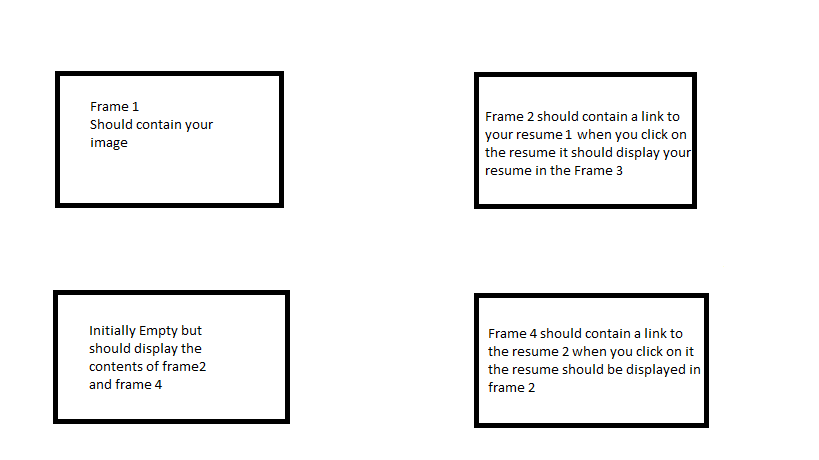 Frame 1
Should contain your
image
Frame 2 should contain a link to
your resume 1 when you click on
the resume it should display your
resume in the Frame 3
Initially Empty but
should display the
contents of frame2
and frame 4
Frame 4 should contain a link to
the resume 2 when you click on it
the resume should be displayed in
frame 2